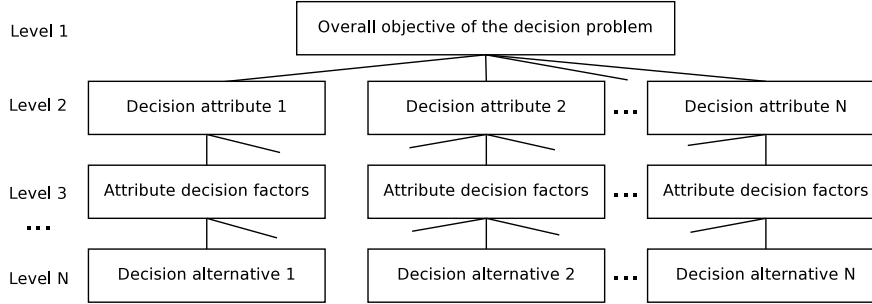 Level 1
Overall objective of the decision problem
Level 2
Decision attribute 1
Decision attribute 2
...
Decision attribute N
Level 3
Attribute decision factors
Attribute decision factors
...
Attribute decision factors
...
Level N
Decision alternative 1
Decision alternative 2
...
Decision alternative N